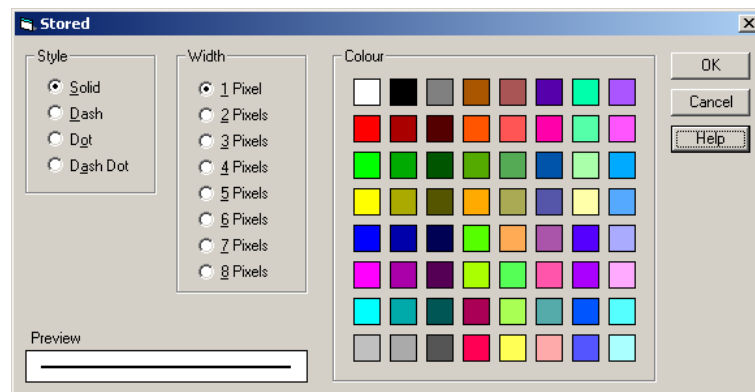 Stored
Style
Solid
Dash
Dot
Dash Dot
Width
1 Pixel
2 Pixels
3 Pixels
4 Pixels
5 Pixels
6 Pixels
7 Pixels
8 Pixels
Colour
OK
Cancel
Help
Preview